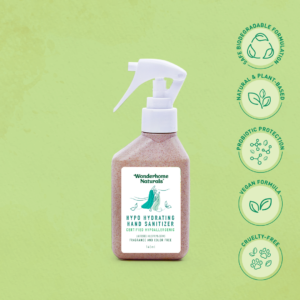 Wonderhome
Naturals
HYPO HYDRATING
HAND SANITIZER
CERTIFIED HYPOALLERGENIC
FRAGRANCE AND COLOR FREE
SAFE BIODEGRADABLE FORMULATION
NATURAL & PLANT-BASED
PROBIOTIC PROTECTION
VEGAN FORMULA
CRUELTY-FREE